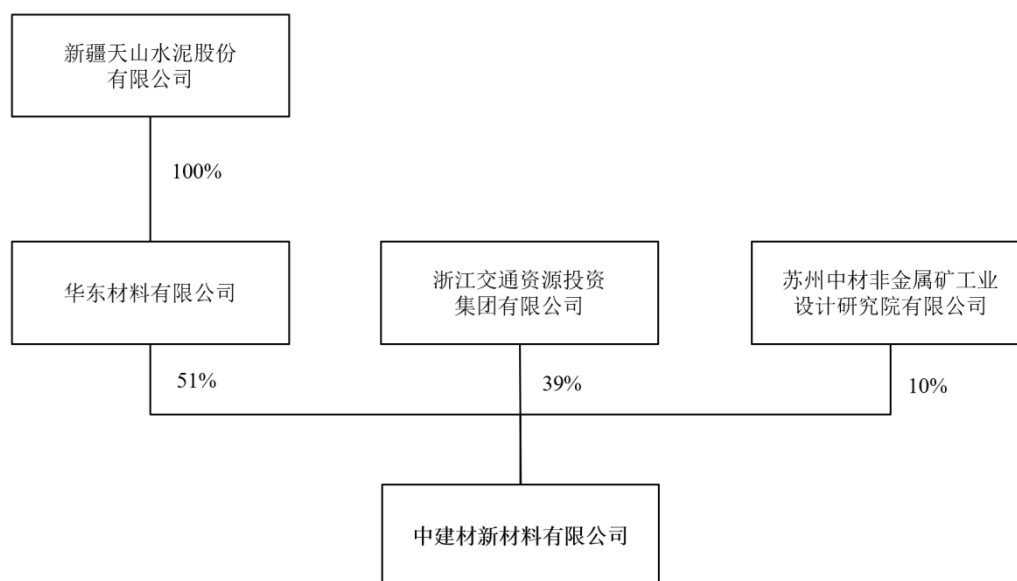 新疆天山水泥股份
有限公司
100%
华东材料有限公司
浙江交通资源投资
集团有限公司
苏州中材非金属矿工业
设计研究院有限公司
51%
39%
10%
中建材新材料有限公司